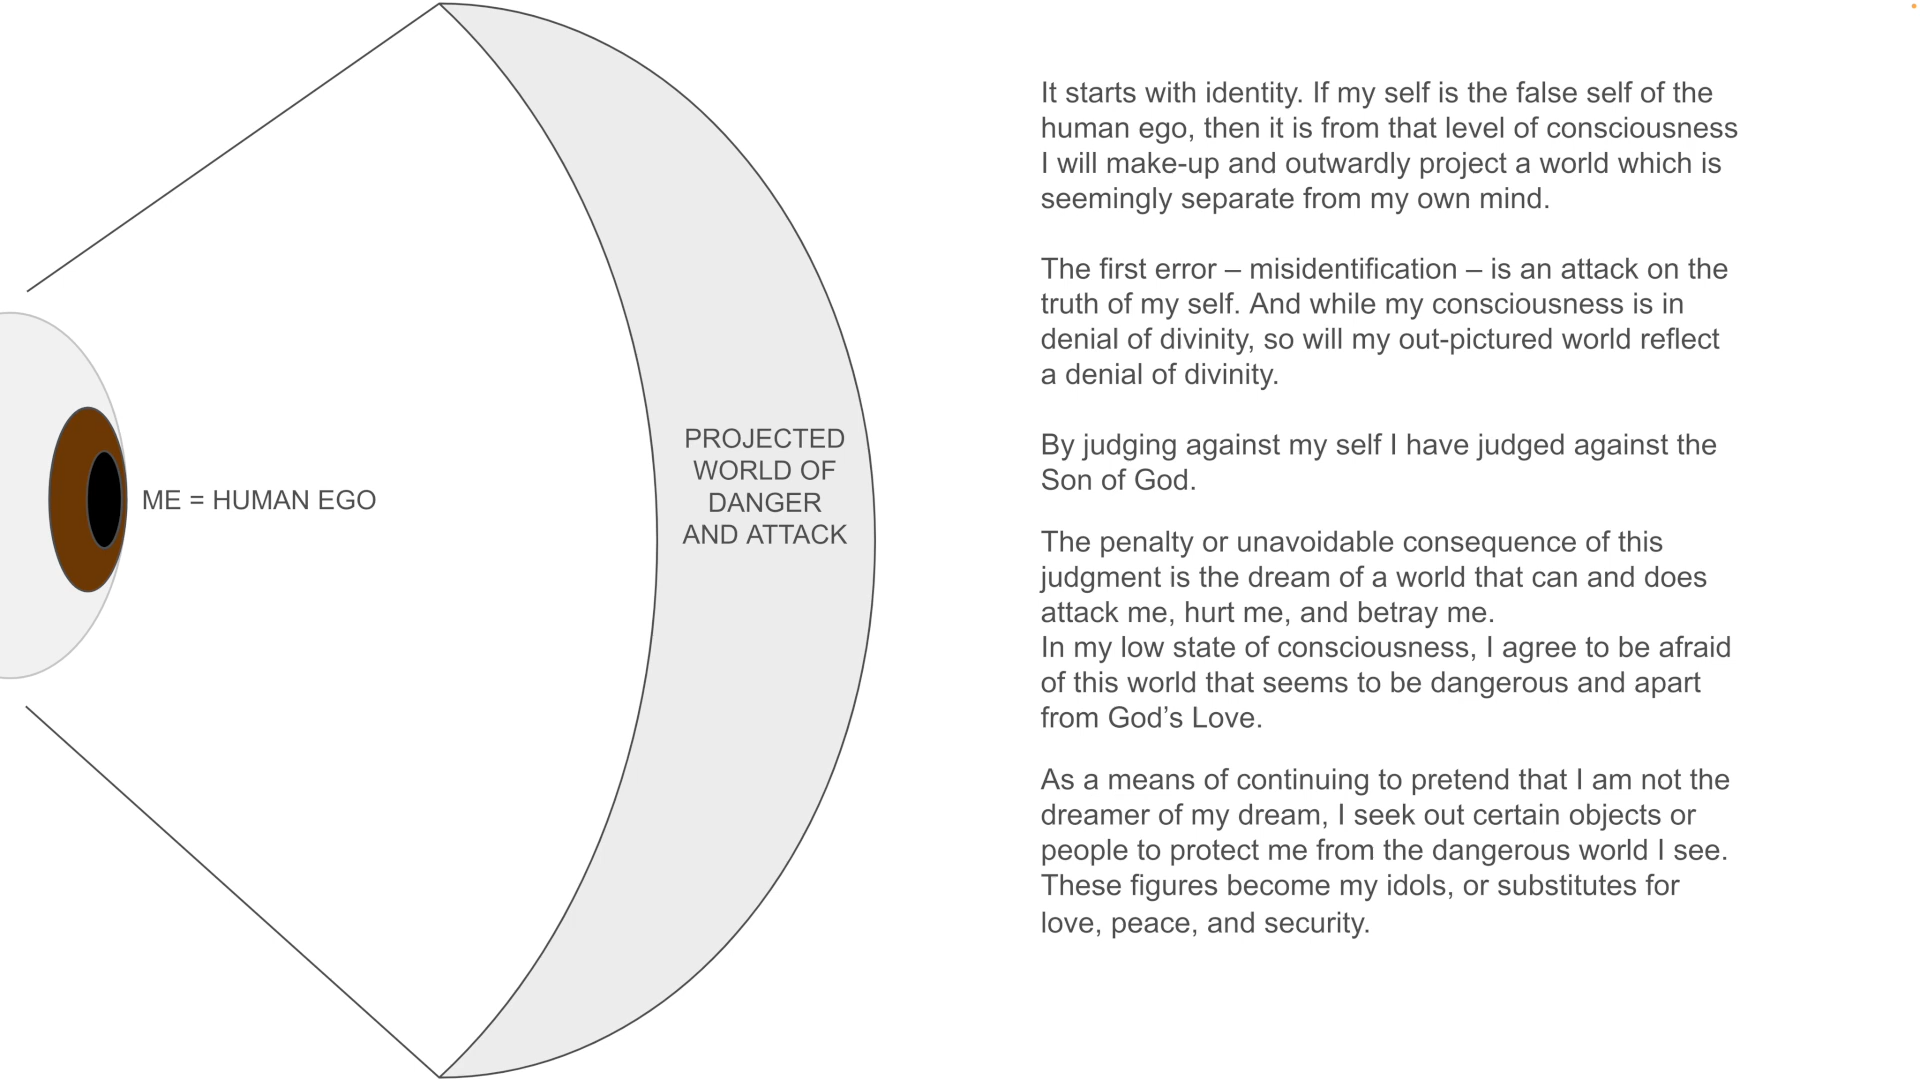 ME = HUMAN EGO
PROJECTED
WORLD OF
DANGER
AND ATTACK
It starts with identity. If my self is the false self of the
human ego, then it is from that level of consciousness
I will make-up and outwardly project a world which is
seemingly separate from my own mind.
The first error – misidentification – is an attack on the
truth of my self. And while my consciousness is in
denial of divinity, so will my out-pictured world reflect
a denial of divinity.
By judging against my self I have judged against the
Son of God.
The penalty or unavoidable consequence of this
judgment is the dream of a world that can and does
attack me, hurt me, and betray me.
In my low state of consciousness, I agree to be afraid
of this world that seems to be dangerous and apart
from God’s Love.
As a means of continuing to pretend that I am not the
dreamer of my dream, I seek out certain objects or
people to protect me from the dangerous world I see.
These figures become my idols, or substitutes for
love, peace, and security.